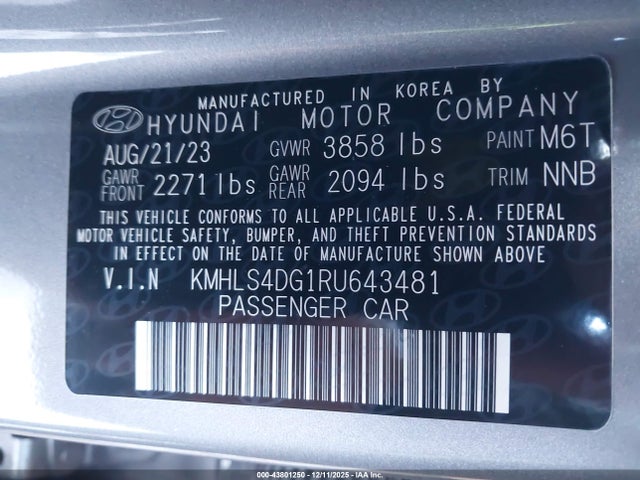 MANUFACTURED IN KOREA BY
HYUNDAI MOTOR COMPANY
AUG/21/23 GVWR 3858 lbs PAINT M6T
GAWR FRONT 2271 lbs GAWR REAR 2094 lbs TRIM NNB
THIS VEHICLE CONFORMS TO ALL APPLICABLE U.S.A. FEDERAL
MOTOR VEHICLE SAFETY, BUMPER, AND THEFT PREVENTION STANDARDS
IN EFFECT ON THE DATE OF MANUFACTURE SHOWN ABOVE
V.I.N KMHLS4DG1RU643481
PASSENGER CAR
000-43801250 - 12/11/2025 - IAA Inc.